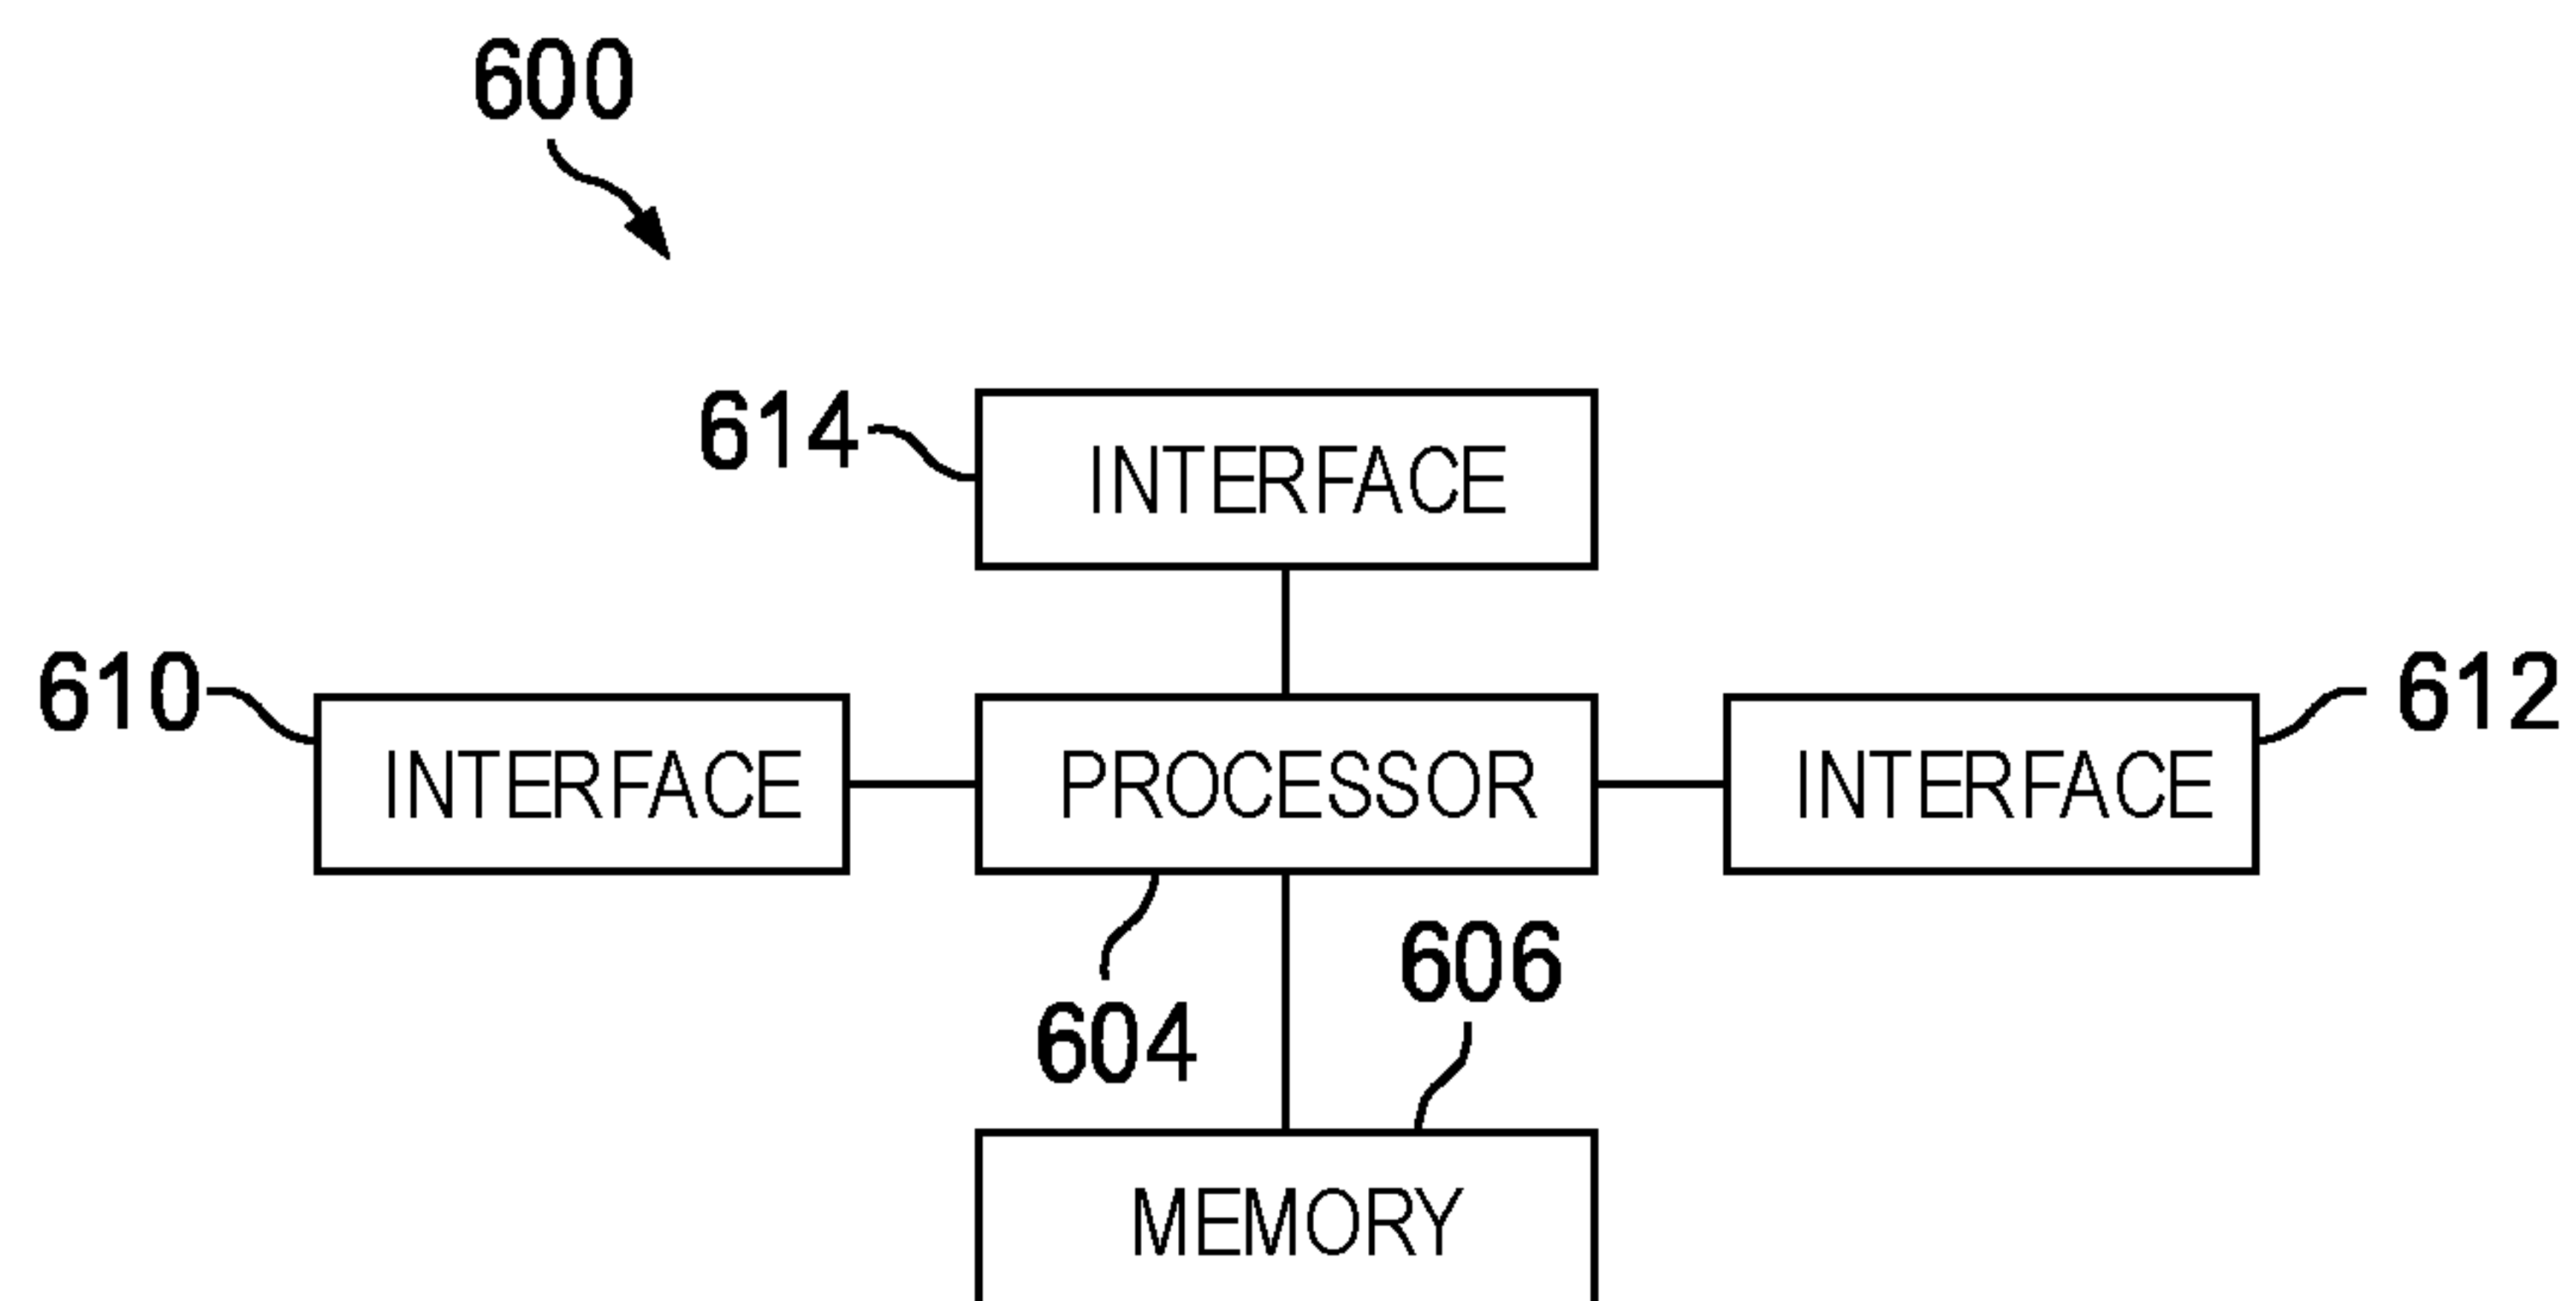 600
614
INTERFACE
610
INTERFACE
PROCESSOR
INTERFACE
612
604
606
MEMORY